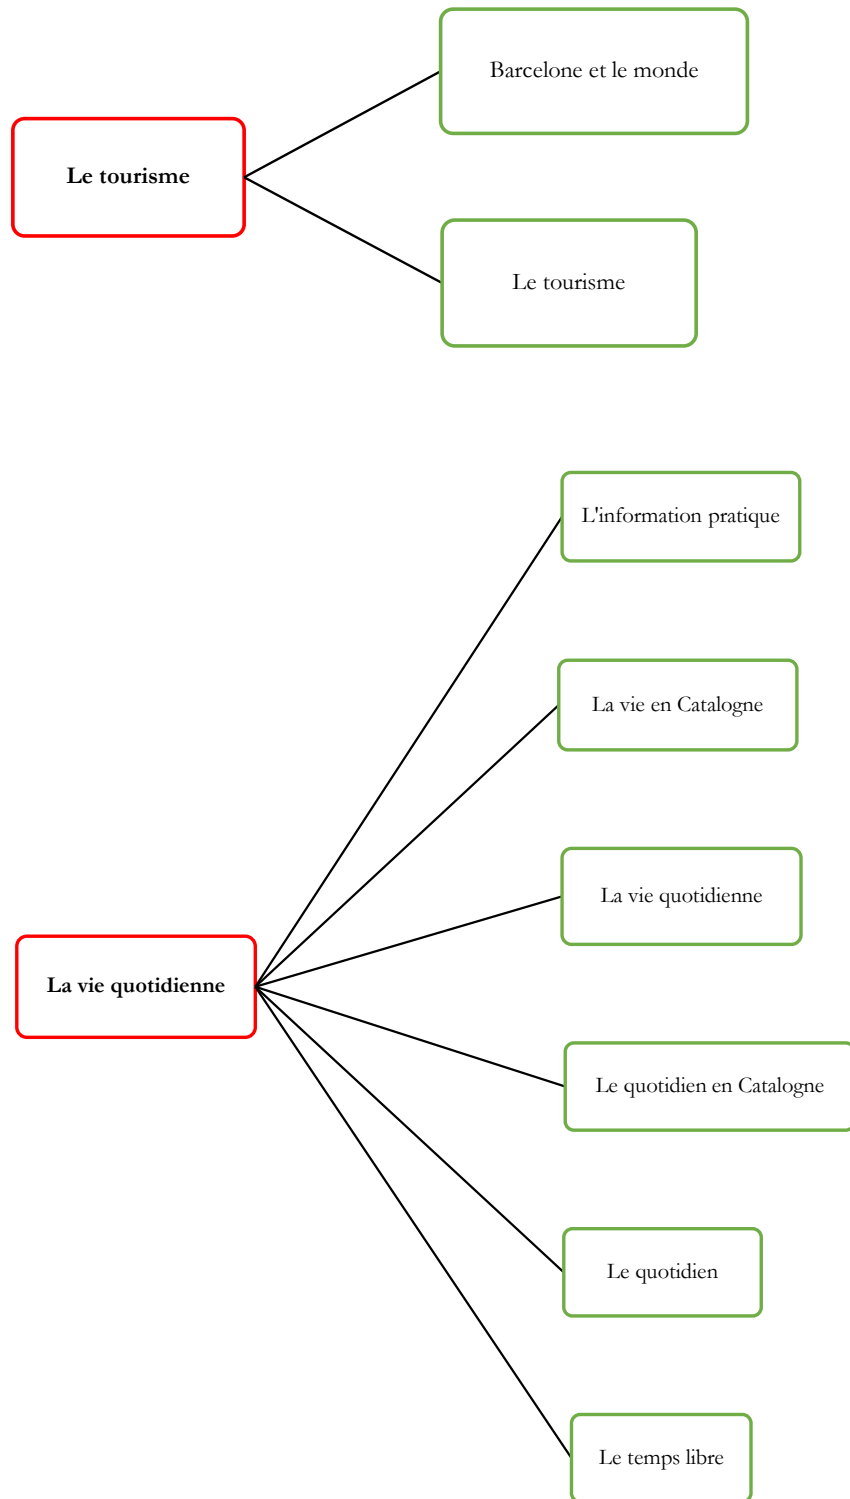 Barcelone et le monde
Le tourisme
Le tourisme
L'information pratique
La vie en Catalogne
La vie quotidienne
La vie quotidienne
Le quotidien en Catalogne
Le quotidien
Le temps libre